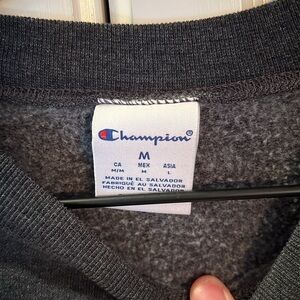 Champion®
M
CA MEX ASIA
M/M M L
MADE IN EL SALVADOR
FABRIQUÉ AU SALVADOR
HECHO EN EL SALVADOR